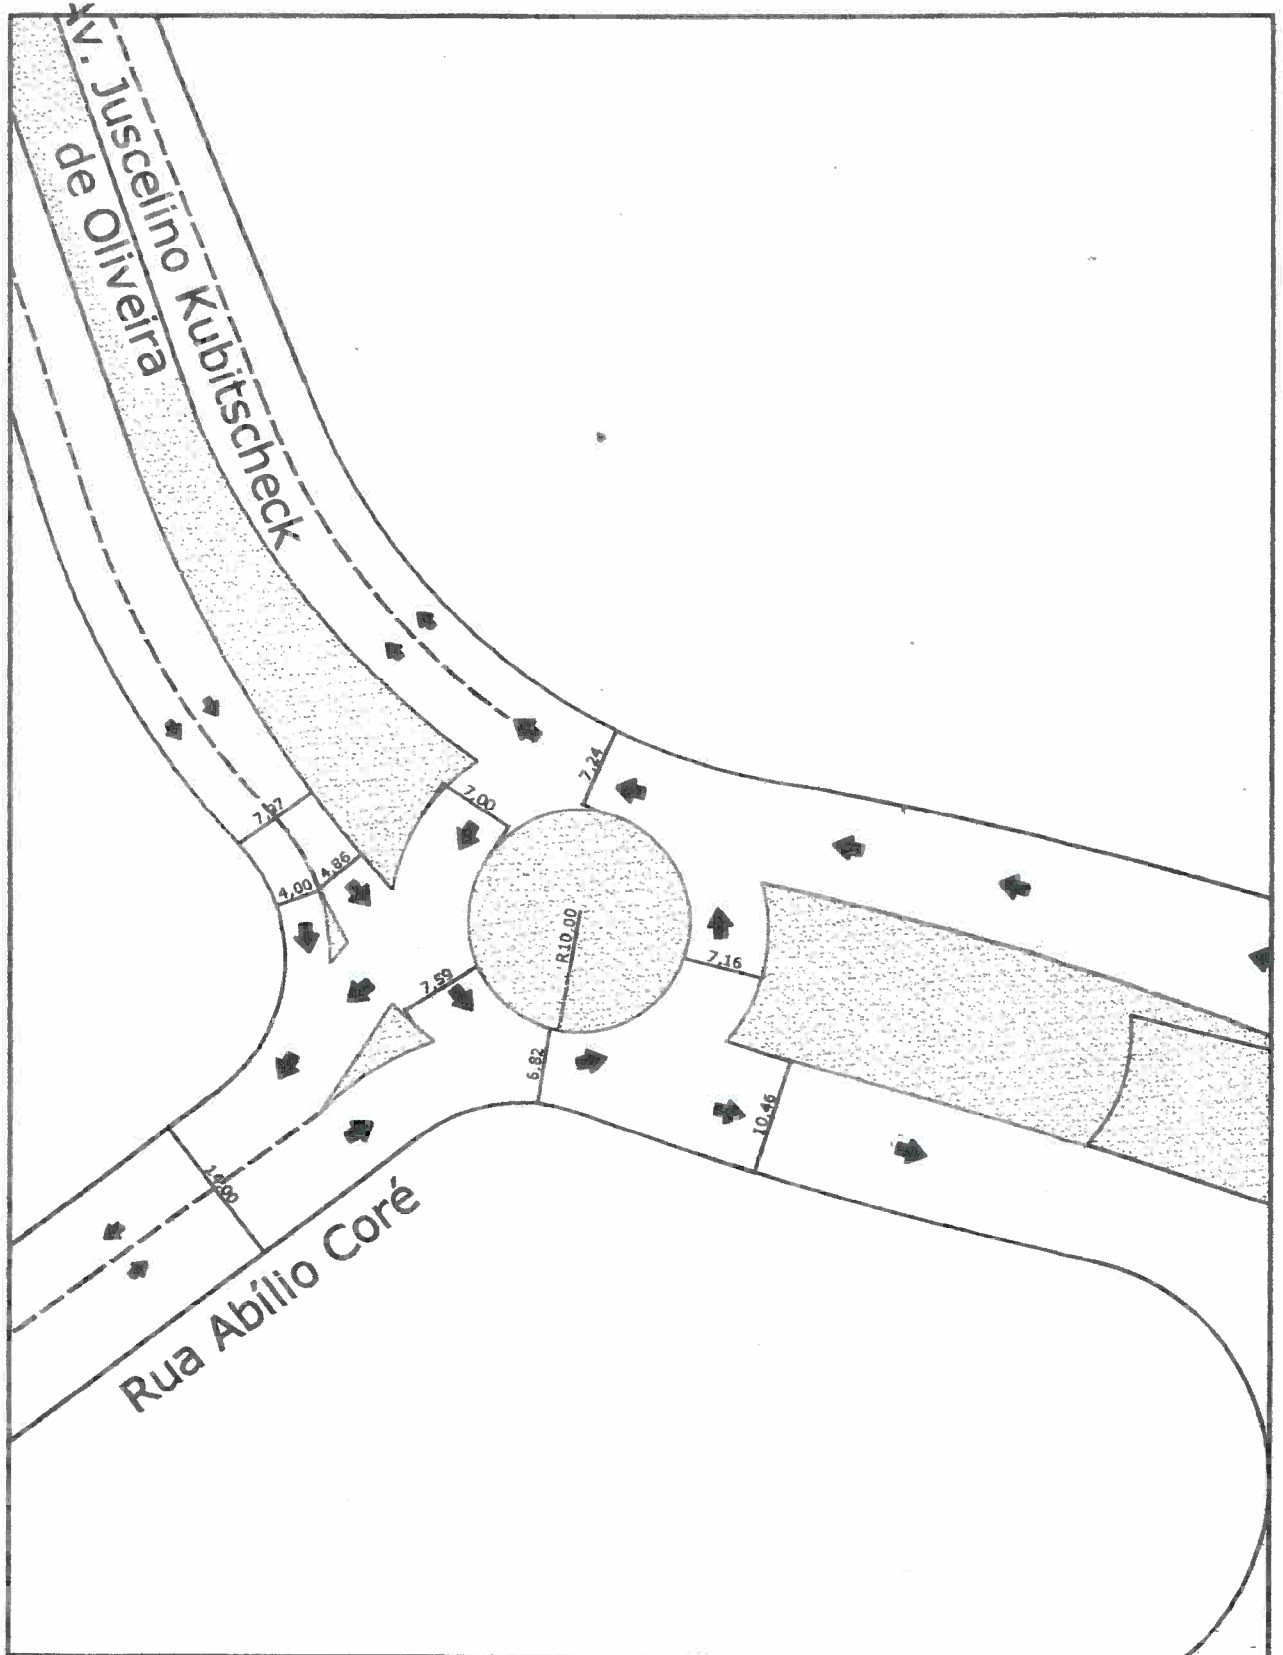 Av. Juscelino Kubitscheck
de Oliveira
7,24
7,00
4,86
4,00
R10,00
7,16
7,59
6,82
10,46
Rua Abílio Coré